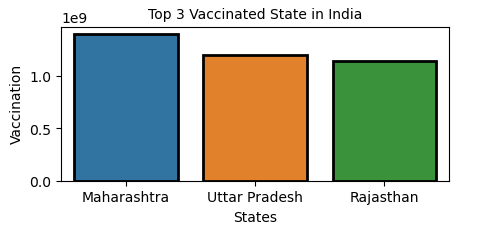 Top 3 Vaccinated State in India
1e9
Vaccination
1.0
0.5
0.0
Maharashtra
Uttar Pradesh
Rajasthan
States